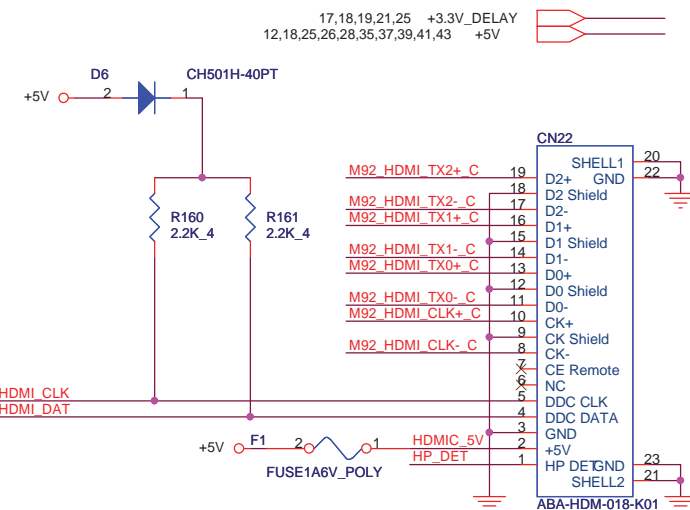 17,18,19,21,25 +3.3V_DELAY
12,18,25,26,28,35,37,39,41,43 +5V
D6 CH501H-40PT
+5V 2 1
R160 R161
2.2K_4 2.2K_4
CN22
SHELL1 20
GND 22
M92_HDMI_TX2+_C 19 D2+
18 D2 Shield
M92_HDMI_TX2-_C 17 D2-
M92_HDMI_TX1+_C 16 D1+
15 D1 Shield
M92_HDMI_TX1-_C 14 D1-
M92_HDMI_TX0+_C 13 D0+
12 D0 Shield
M92_HDMI_TX0-_C 11 D0-
M92_HDMI_CLK+_C 10 CK+
9 CK Shield
M92_HDMI_CLK-_C 8 CK-
7 CE Remote
6 NC
HDMI_CLK 5 DDC CLK
HDMI_DAT 4 DDC DATA
3 GND
+5V F1 2 1 HDMIC_5V 2 +5V
FUSE1A6V_POLY
HP_DET 1 HP DET GND 23
SHELL2 21
ABA-HDM-018-K01